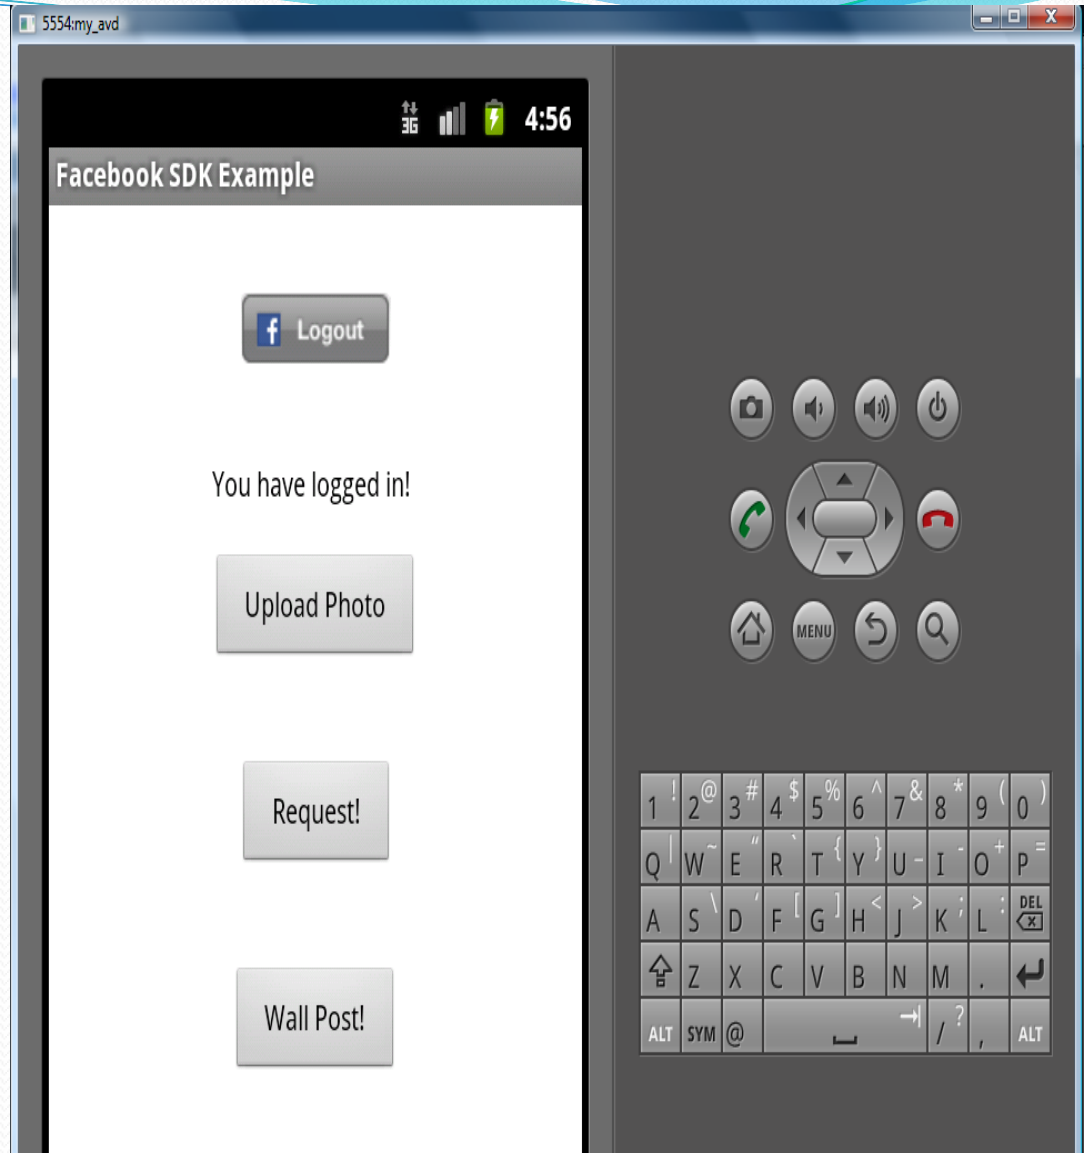 5554:my_avd
3G 4:56
Facebook SDK Example
f Logout
You have logged in!
Upload Photo
Request!
Wall Post!
MENU
1 ! 2 @ 3 # 4 $ 5 % 6 ^ 7 & 8 * 9 ( 0 )
Q | W ~ E " R ` T { Y } U _ I - O + P =
A S \ D ' F [ G ] H < J > K ; L : DEL
Z X C V B N M .
ALT SYM @ / ? , ALT